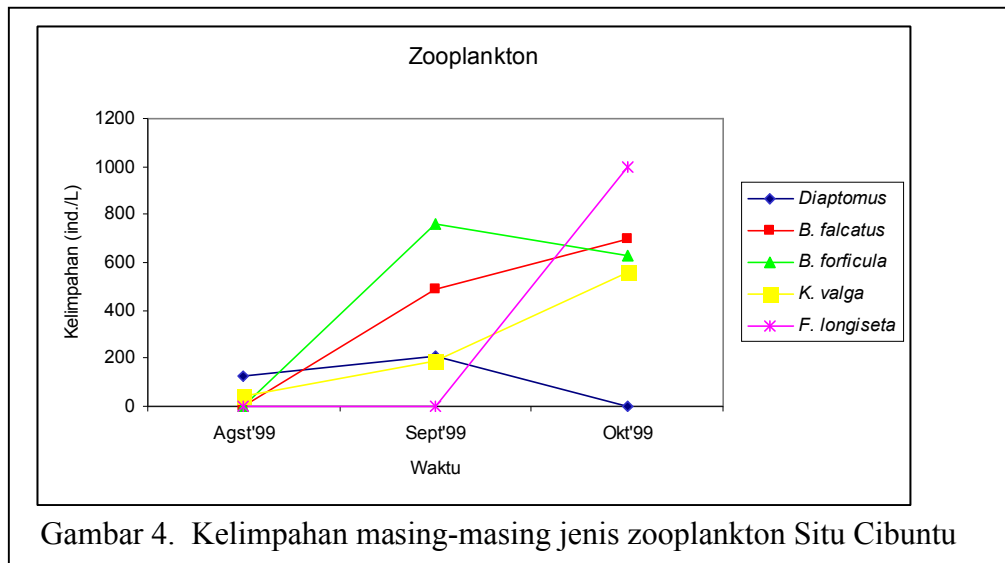 Zooplankton
Kelimpahan (ind./L)
1200
1000
800
600
400
200
0
Agst'99 Sept'99 Okt'99
Waktu
Diaptomus
B. falcatus
B. forficula
K. valga
F. longiseta
Gambar 4. Kelimpahan masing-masing jenis zooplankton Situ Cibuntu